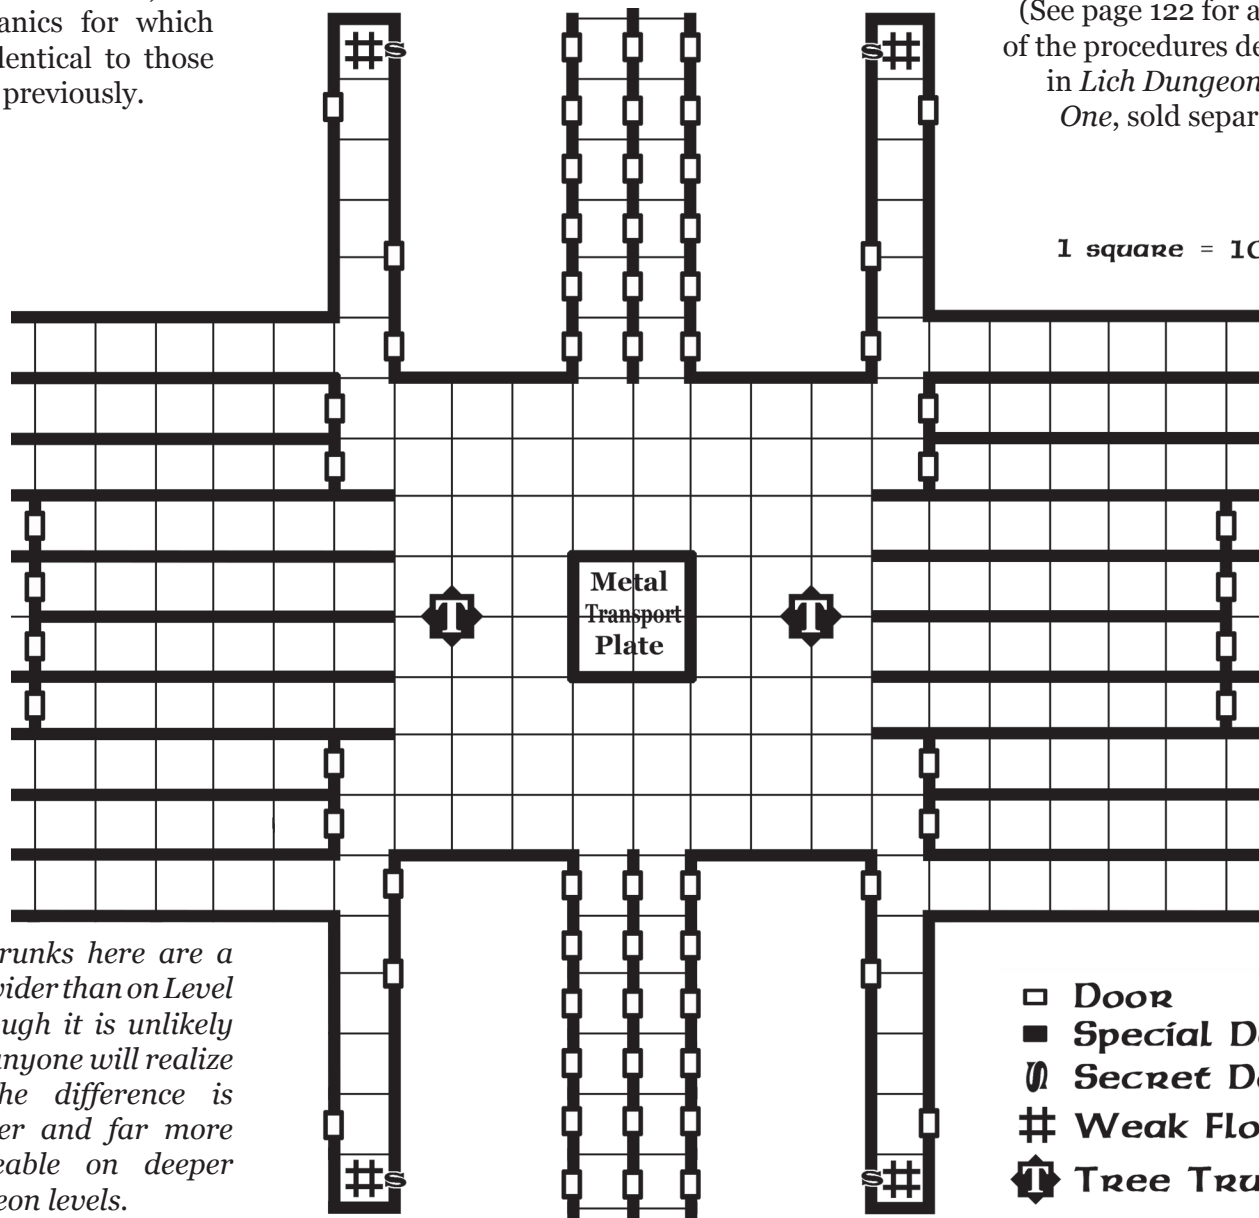 anics for which
dentical to those
previously.
(See page 122 for a
of the procedures de
in Lich Dungeon
One, sold separ
1 square = 10
S
S
Metal
Transport
Plate
T
T
S
S
runks here are a
vider than on Level
ough it is unlikely
anyone will realize
he difference is
er and far more
eable on deeper
eon levels.
Door
Special D
S Secret D
Weak Flo
T Tree Tru